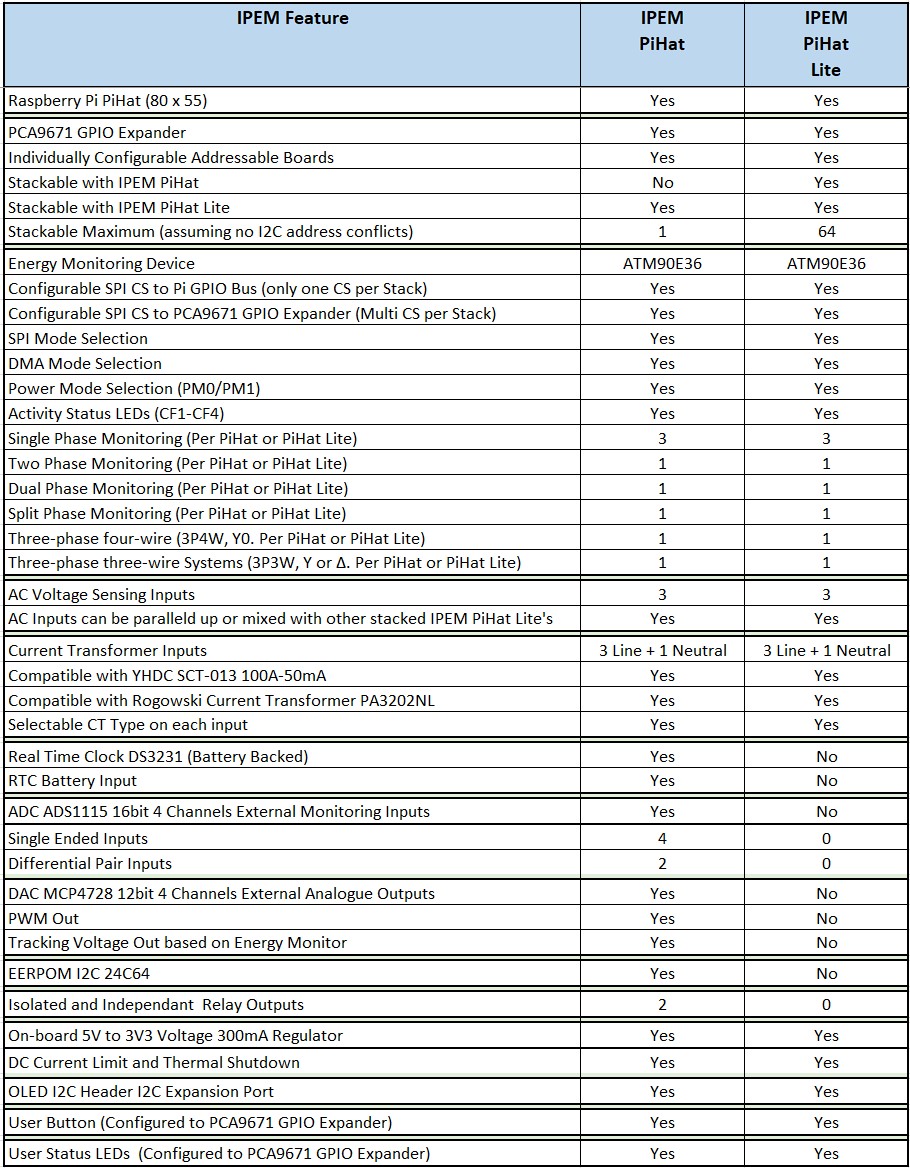 IPEM Feature IPEM IPEM
PiHat PiHat
Lite
Raspberry Pi PiHat (80 x 55) Yes Yes
PCA9671 GPIO Expander Yes Yes
Individually Configurable Addressable Boards Yes Yes
Stackable with IPEM PiHat No Yes
Stackable with IPEM PiHat Lite Yes Yes
Stackable Maximum (assuming no I2C address conflicts) 1 64
Energy Monitoring Device ATM90E36 ATM90E36
Configurable SPI CS to Pi GPIO Bus (only one CS per Stack) Yes Yes
Configurable SPI CS to PCA9671 GPIO Expander (Multi CS per Stack) Yes Yes
SPI Mode Selection Yes Yes
DMA Mode Selection Yes Yes
Power Mode Selection (PM0/PM1) Yes Yes
Activity Status LEDs (CF1-CF4) Yes Yes
Single Phase Monitoring (Per PiHat or PiHat Lite) 3 3
Two Phase Monitoring (Per PiHat or PiHat Lite) 1 1
Dual Phase Monitoring (Per PiHat or PiHat Lite) 1 1
Split Phase Monitoring (Per PiHat or PiHat Lite) 1 1
Three-phase four-wire (3P4W, Y0. Per PiHat or PiHat Lite) 1 1
Three-phase three-wire Systems (3P3W, Y or Δ. Per PiHat or PiHat Lite) 1 1
AC Voltage Sensing Inputs 3 3
AC Inputs can be paralleld up or mixed with other stacked IPEM PiHat Lite's Yes Yes
Current Transformer Inputs 3 Line + 1 Neutral 3 Line + 1 Neutral
Compatible with YHDC SCT-013 100A-50mA Yes Yes
Compatible with Rogowski Current Transformer PA3202NL Yes Yes
Selectable CT Type on each input Yes Yes
Real Time Clock DS3231 (Battery Backed) Yes No
RTC Battery Input Yes No
ADC ADS1115 16bit 4 Channels External Monitoring Inputs Yes No
Single Ended Inputs 4 0
Differential Pair Inputs 2 0
DAC MCP4728 12bit 4 Channels External Analogue Outputs Yes No
PWM Out Yes No
Tracking Voltage Out based on Energy Monitor Yes No
EERPOM I2C 24C64 Yes No
Isolated and Independant Relay Outputs 2 0
On-board 5V to 3V3 Voltage 300mA Regulator Yes Yes
DC Current Limit and Thermal Shutdown Yes Yes
OLED I2C Header I2C Expansion Port Yes Yes
User Button (Configured to PCA9671 GPIO Expander) Yes Yes
User Status LEDs (Configured to PCA9671 GPIO Expander) Yes Yes